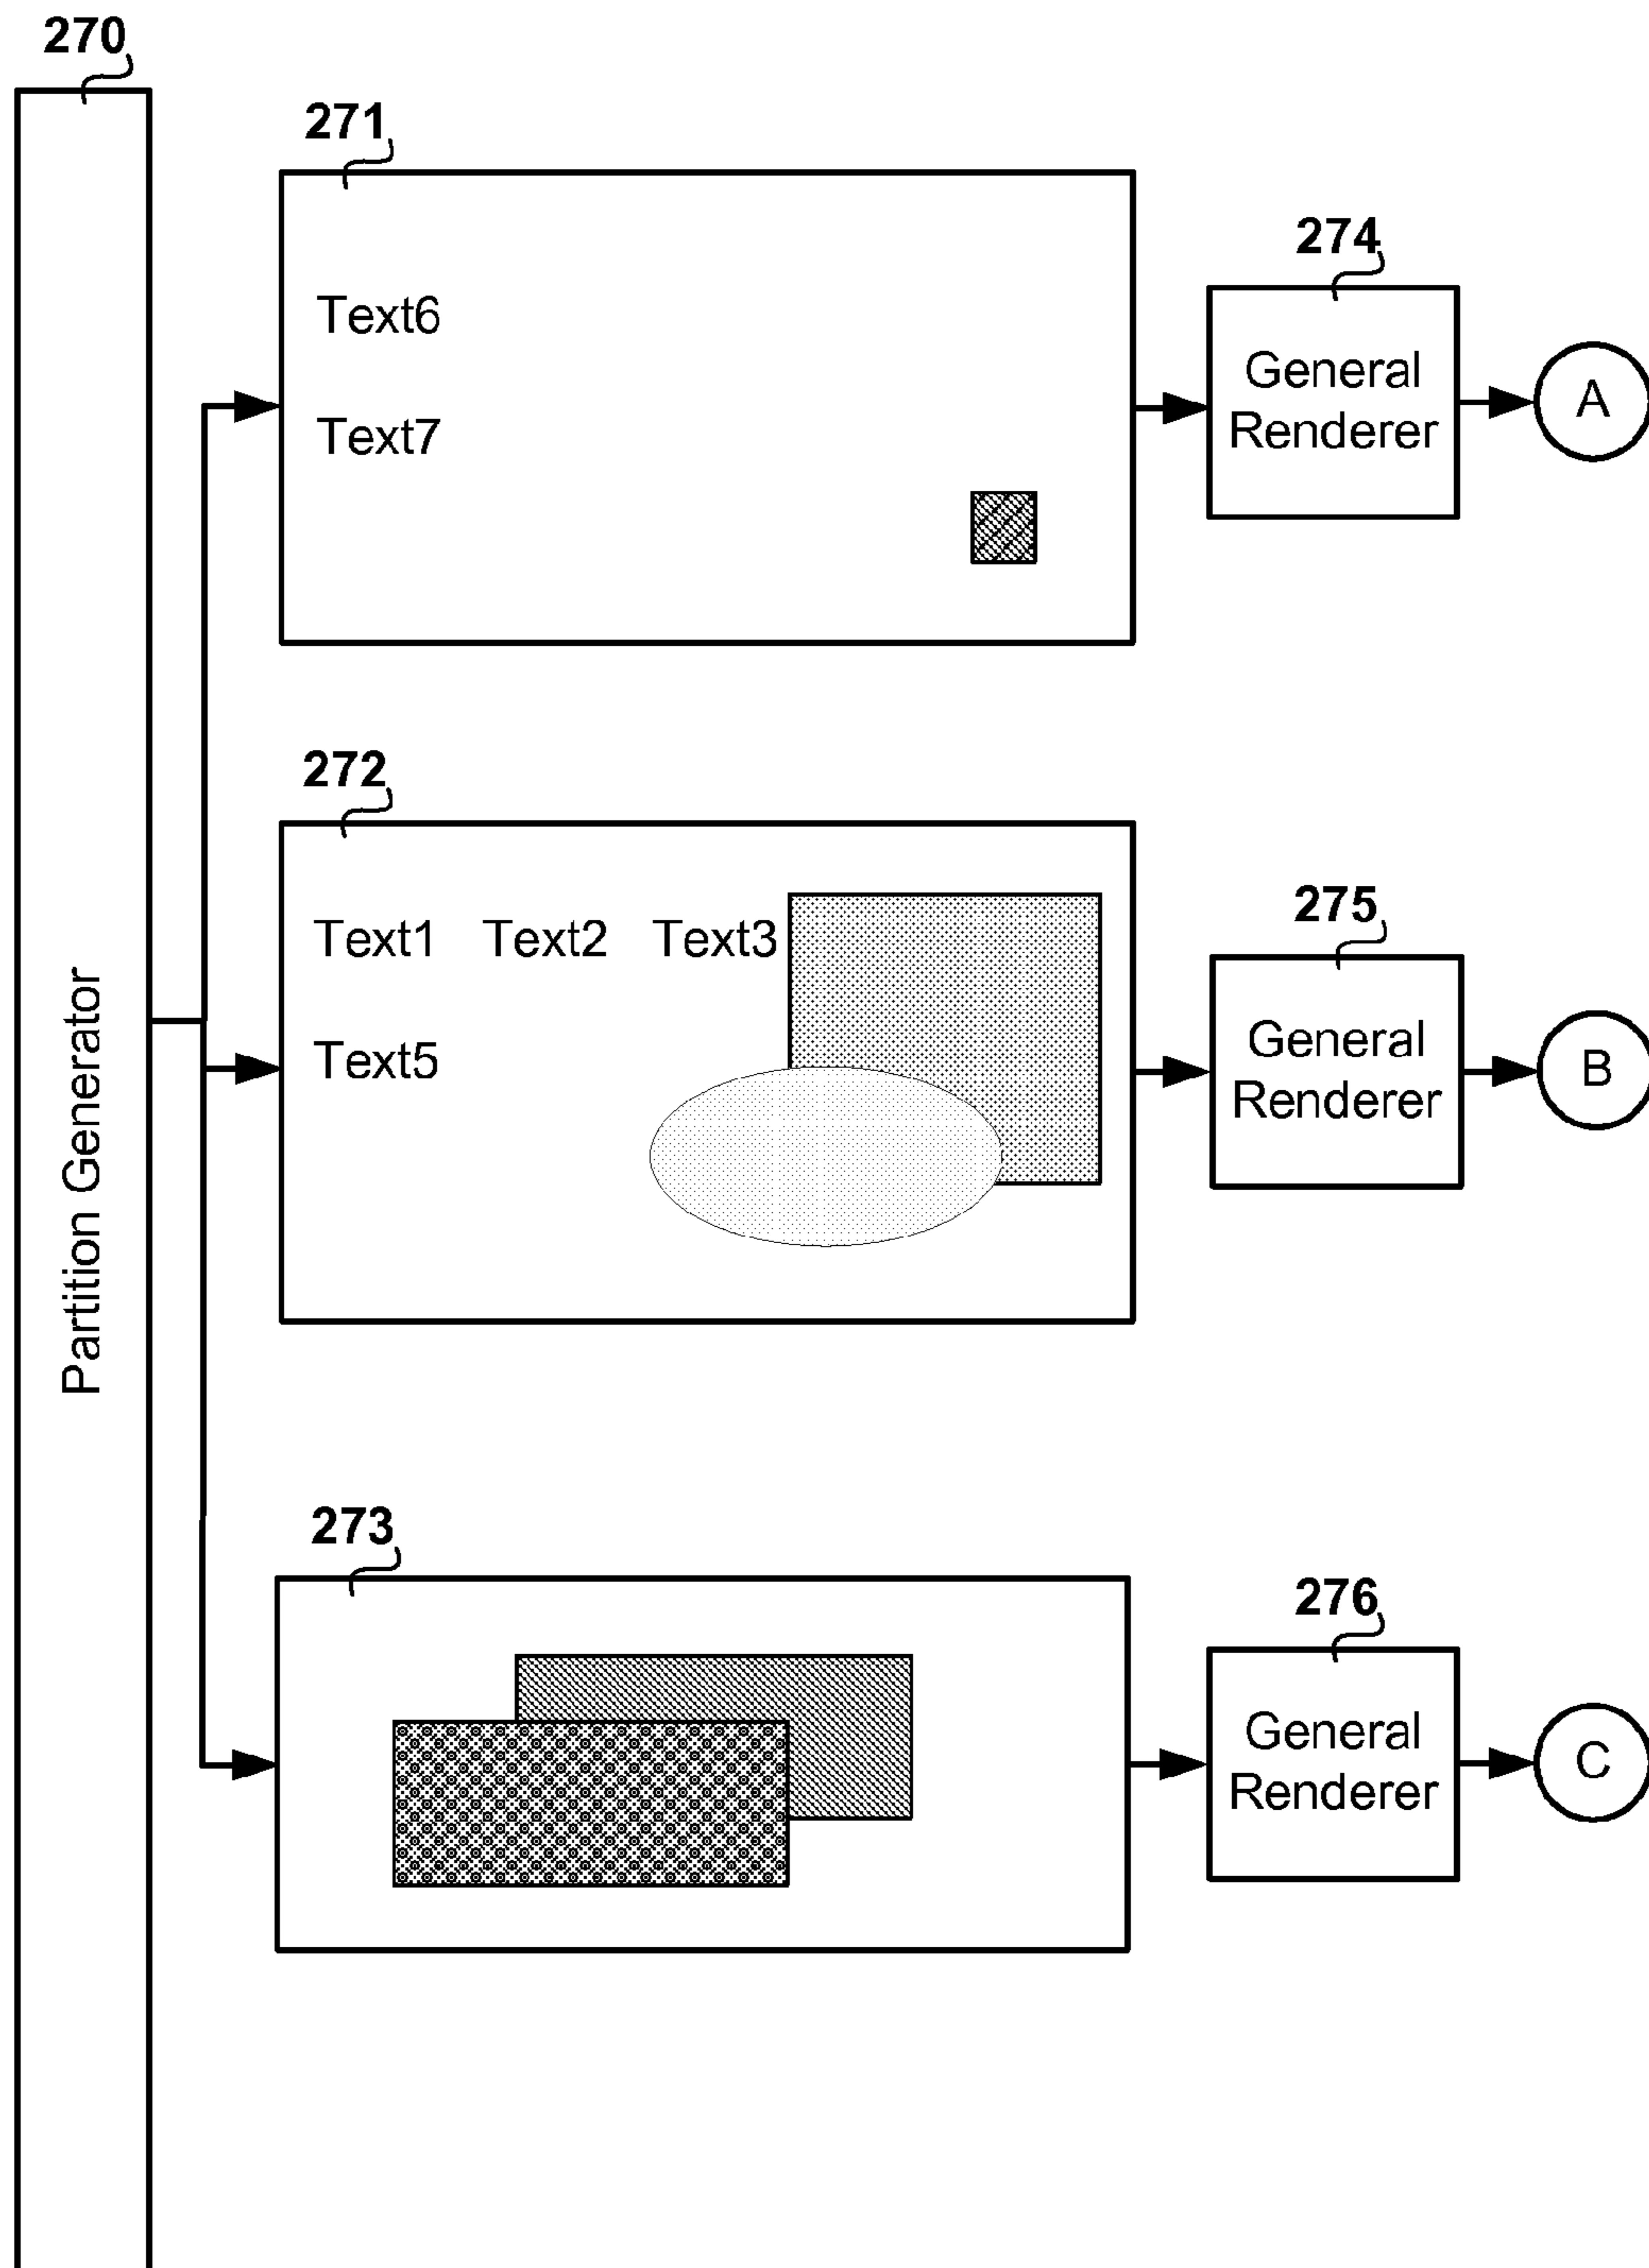 270
Partition Generator
271
Text6
Text7
274
General
Renderer
A
272
Text1 Text2 Text3
Text5
275
General
Renderer
B
273
276
General
Renderer
C